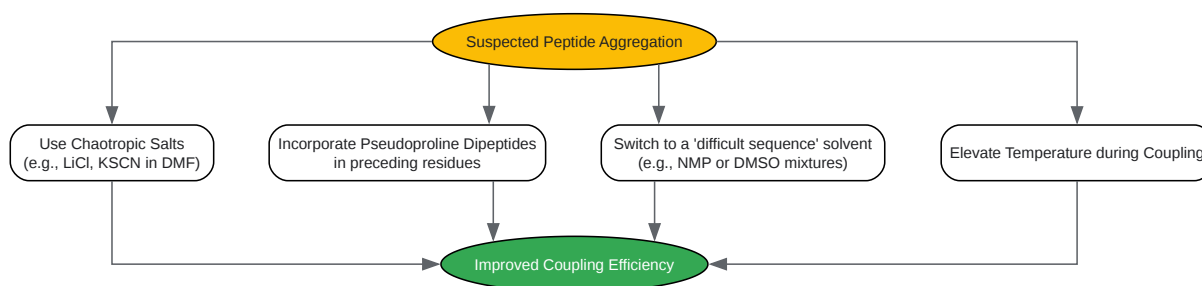 Suspected Peptide Aggregation
Use Chaotropic Salts
(e.g., LiCl, KSCN in DMF)
Incorporate Pseudoproline Dipeptides
in preceding residues
Switch to a 'difficult sequence' solvent
(e.g., NMP or DMSO mixtures)
Elevate Temperature during Coupling
Improved Coupling Efficiency